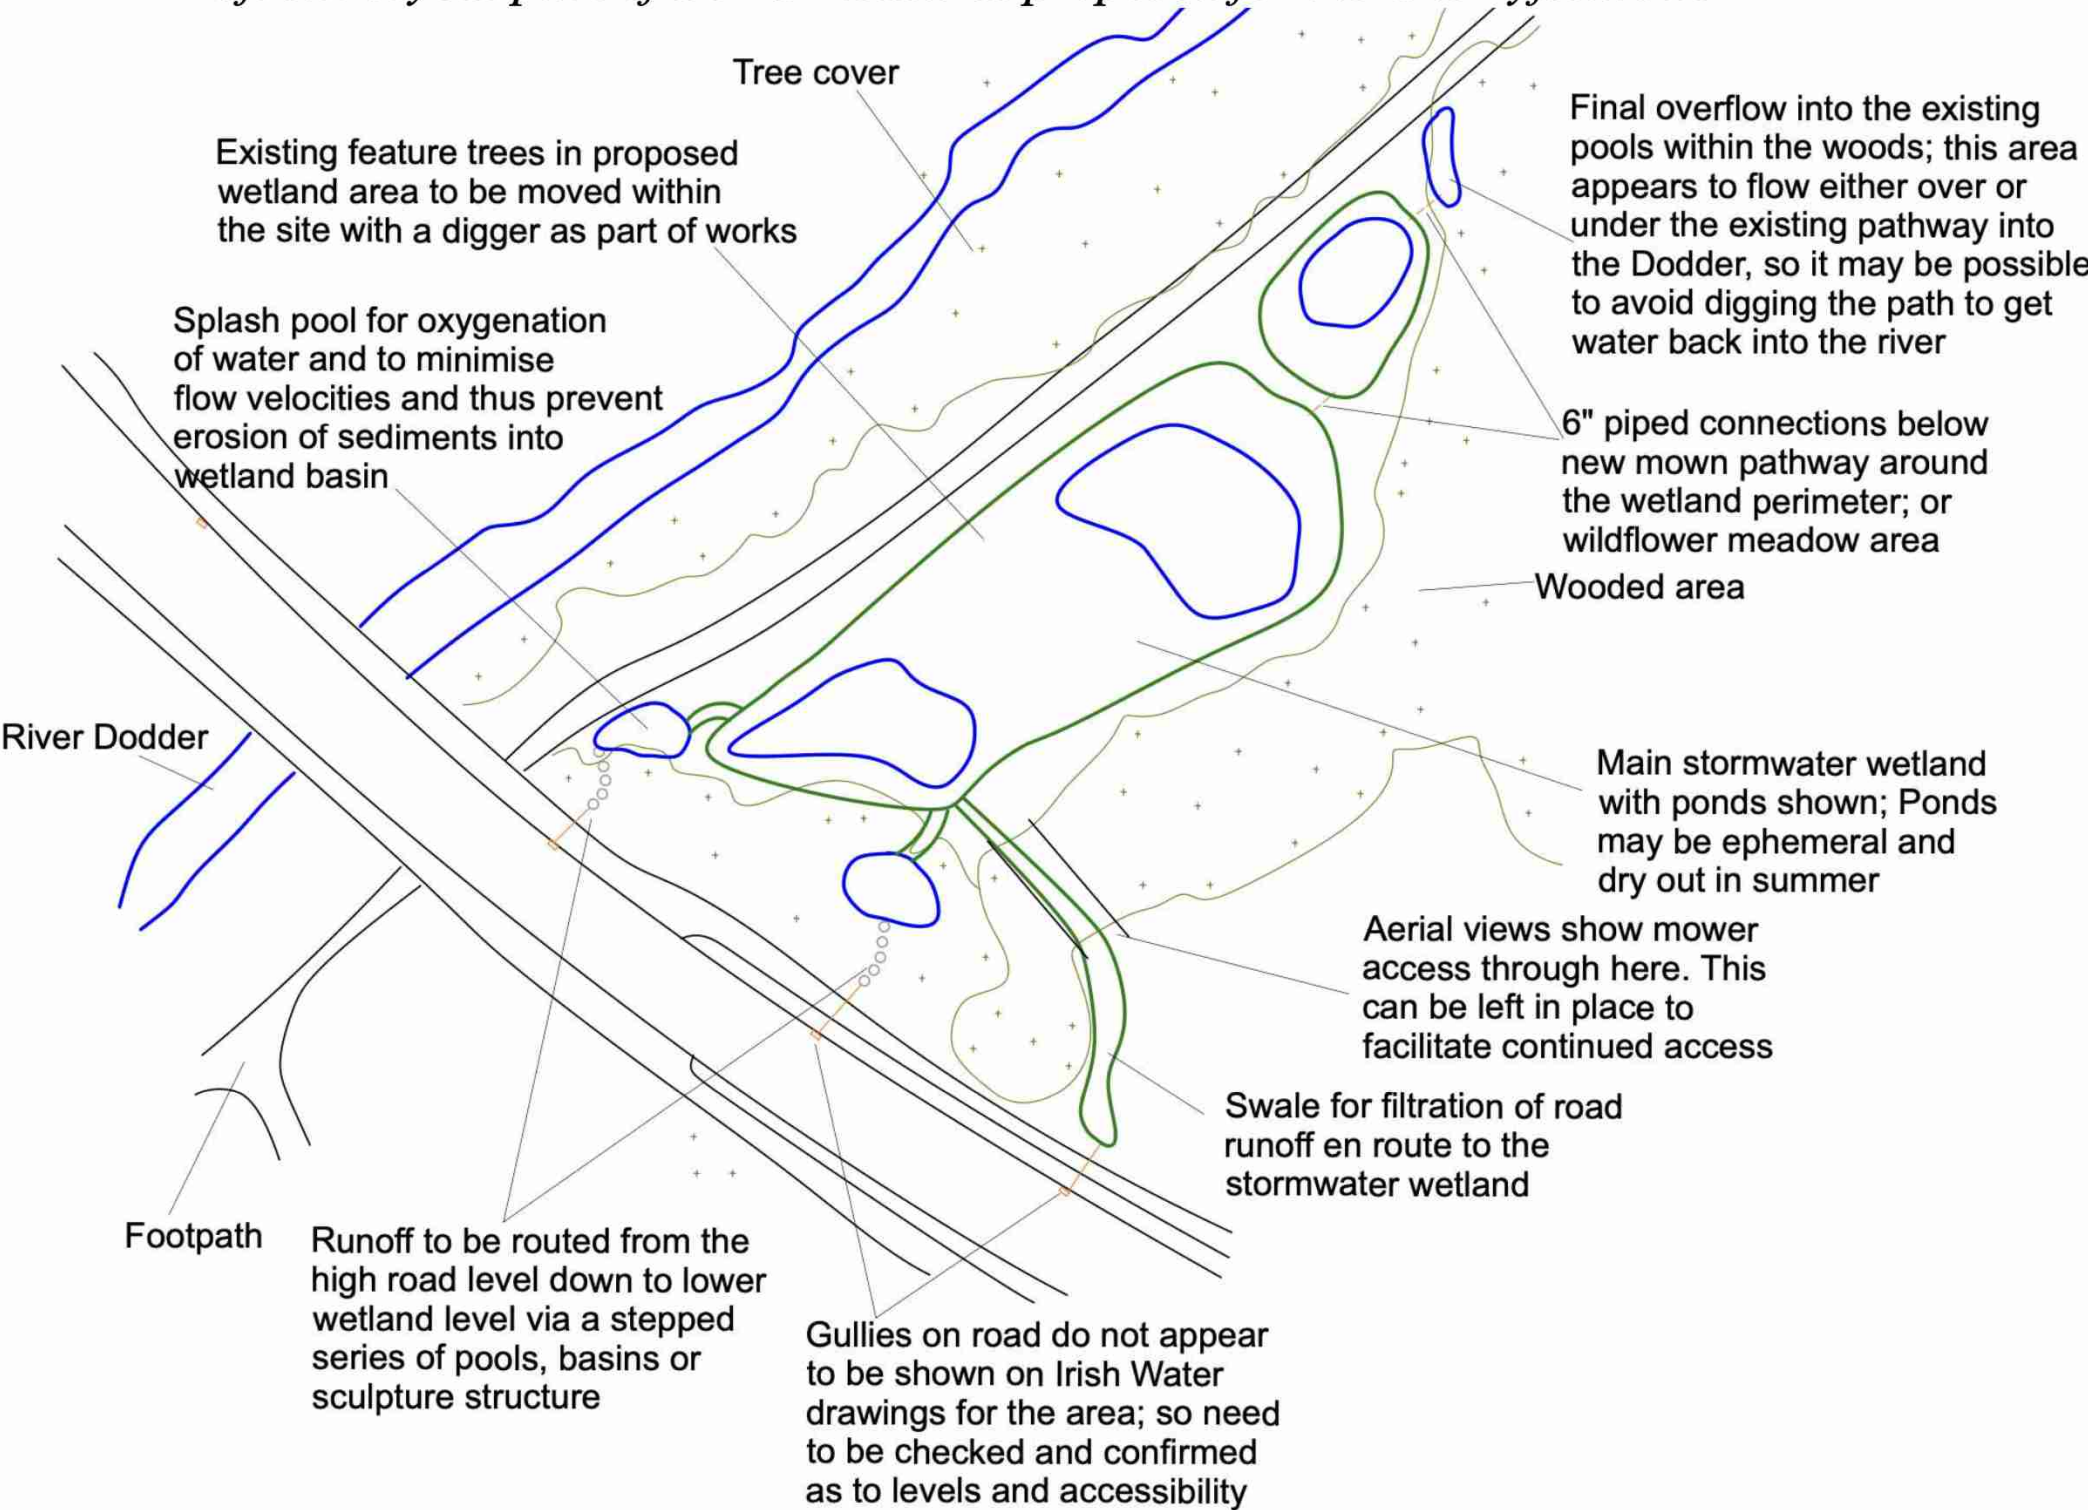 Tree cover
Existing feature trees in proposed
wetland area to be moved within
the site with a digger as part of works
Splash pool for oxygenation
of water and to minimise
flow velocities and thus prevent
erosion of sediments into
wetland basin
Final overflow into the existing
pools within the woods; this area
appears to flow either over or
under the existing pathway into
the Dodder, so it may be possible
to avoid digging the path to get
water back into the river
6" piped connections below
new mown pathway around
the wetland perimeter; or
wildflower meadow area
Wooded area
River Dodder
Main stormwater wetland
with ponds shown; Ponds
may be ephemeral and
dry out in summer
Aerial views show mower
access through here. This
can be left in place to
facilitate continued access
Swale for filtration of road
runoff en route to the
stormwater wetland
Footpath
Runoff to be routed from the
high road level down to lower
wetland level via a stepped
series of pools, basins or
sculpture structure
Gullies on road do not appear
to be shown on Irish Water
drawings for the area; so need
to be checked and confirmed
as to levels and accessibility